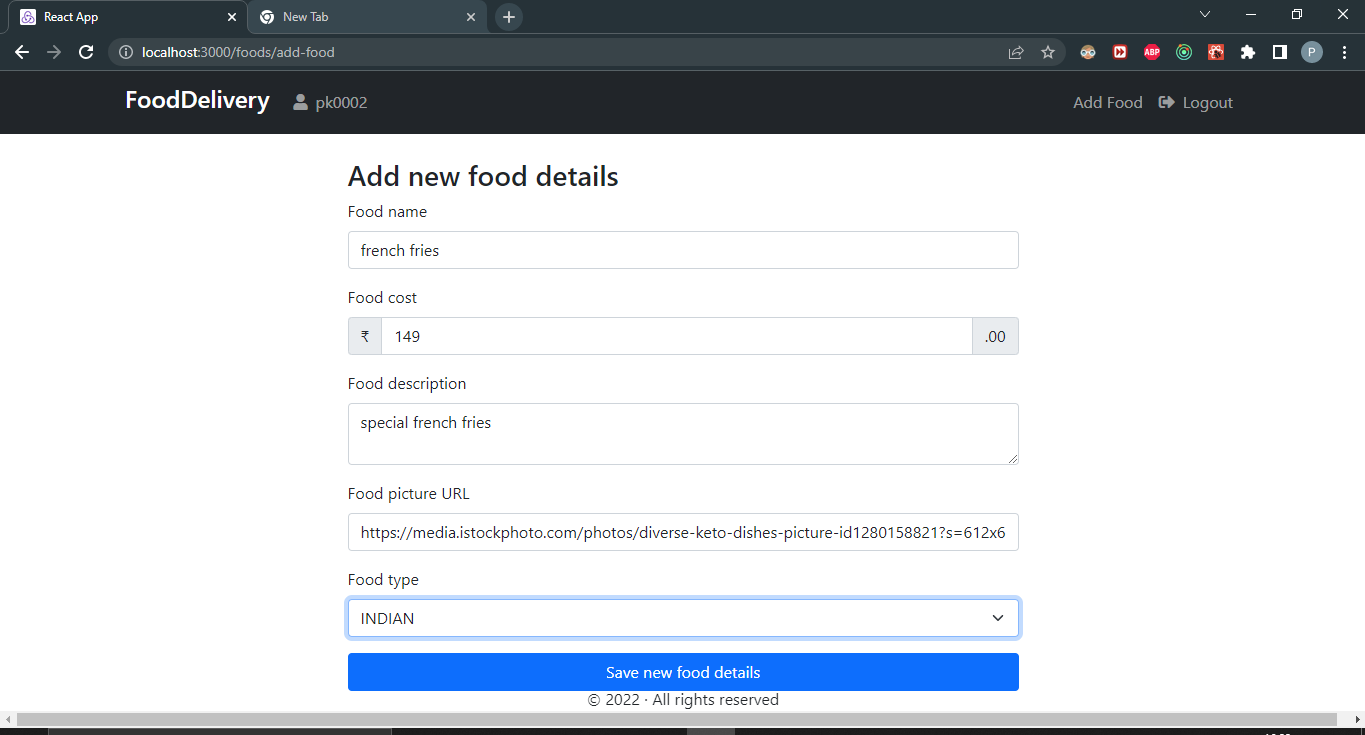 React App
New Tab
localhost:3000/foods/add-food
ABP
P
FoodDelivery pk0002 Add Food Logout
Add new food details
Food name
french fries
Food cost
₹ 149 .00
Food description
special french fries
Food picture URL
https://media.istockphoto.com/photos/diverse-keto-dishes-picture-id1280158821?s=612x6
Food type
INDIAN
Save new food details
© 2022 · All rights reserved